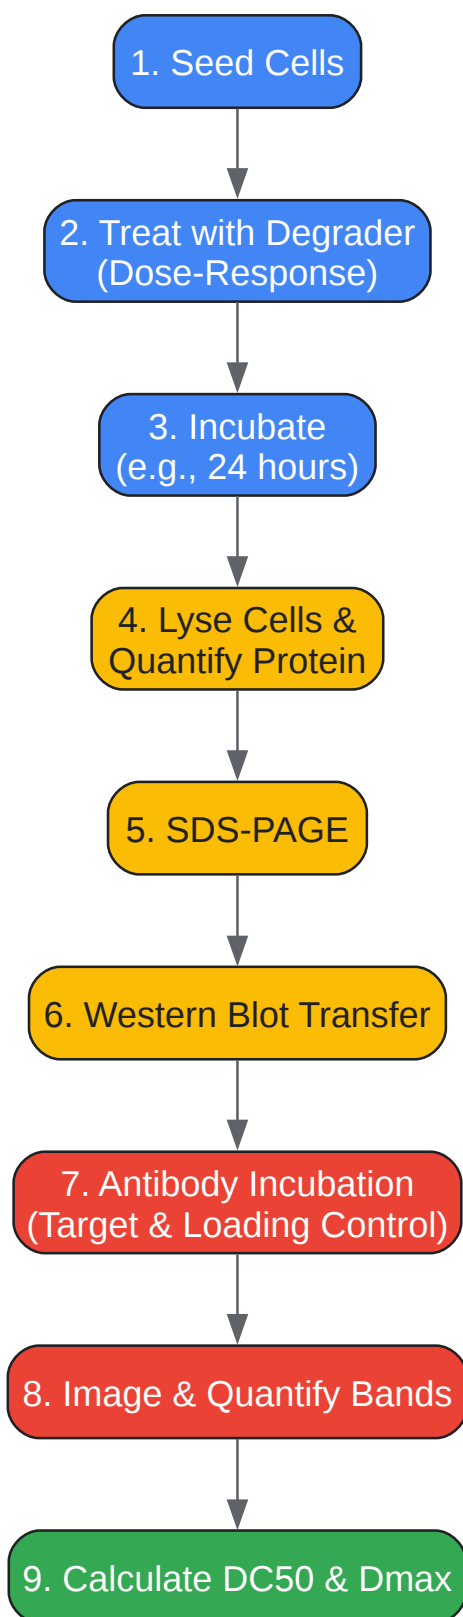 1. Seed Cells
2. Treat with Degrader
(Dose-Response)
3. Incubate
(e.g., 24 hours)
4. Lyse Cells &
Quantify Protein
5. SDS-PAGE
6. Western Blot Transfer
7. Antibody Incubation
(Target & Loading Control)
8. Image & Quantify Bands
9. Calculate DC50 & Dmax